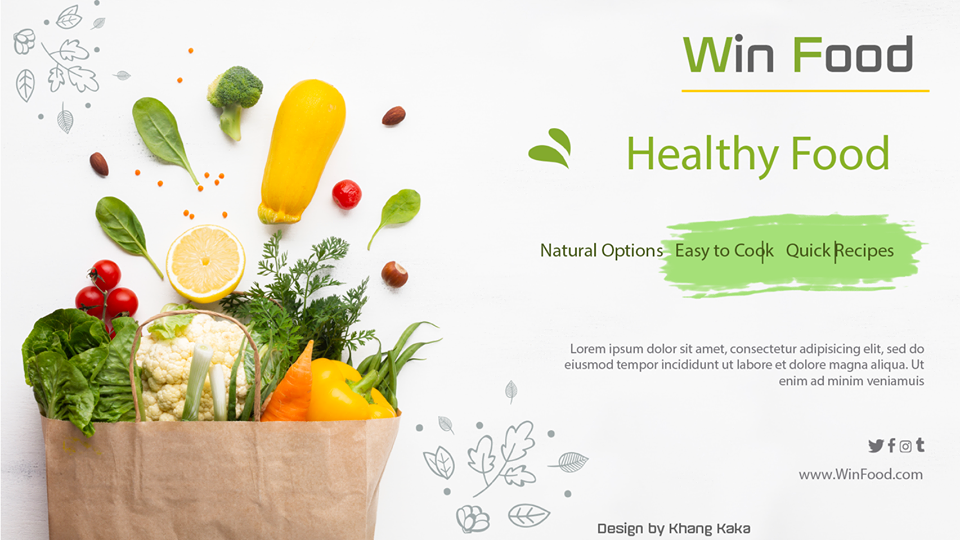 Win Food
Healthy Food
Natural Options Easy to Cook Quick Recipes
Lorem ipsum dolor sit amet, consectetur adipisicing elit, sed do
eiusmod tempor incididunt ut labore et dolore magna aliqua. Ut
enim ad minim veniamuis
www.WinFood.com
Design by Khang Kaka